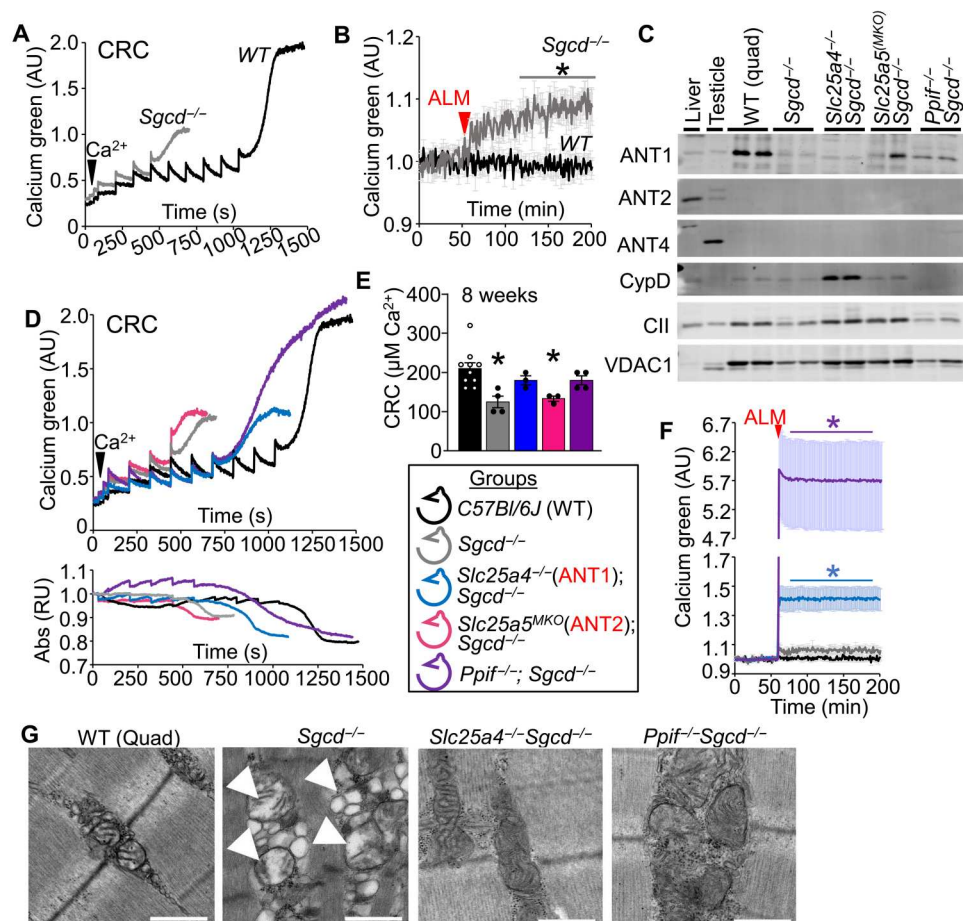 A
CRC
Calcium green (AU)
2.0
1.5
1.0
0.5
0
WT
Sgcd–/–
Ca2+
Time (s)
0
250
500
750
1000
1250
1500
B
Calcium green (AU)
1.2
1.1
1.0
0.9
Sgcd–/–
*
ALM
WT
Time (min)
0 50 100 150 200
C
Liver
Testicle
WT (quad)
Sgcd–/–
Slc25a4–/–
Sgcd–/–
Slc25a5(MKO)
Sgcd–/–
Ppif–/–
Sgcd–/–
ANT1
ANT2
ANT4
CypD
CII
VDAC1
D
CRC
Calcium green (AU)
2.0
1.5
1.0
0.5
0
Ca2+
Time (s)
0 250 500 750 1000 1250 1500
Abs (RU)
1.1
1.0
0.9
0.8
0.7
Time (s)
0 250 500 750 1000 1250 1500
E
CRC (µM Ca2+)
400
300
200
100
0
8 weeks
* *
Groups
C57Bl/6J (WT)
Sgcd–/–
Slc25a4–/–(ANT1);
Sgcd–/–
Slc25a5MKO(ANT2);
Sgcd–/–
Ppif–/–; Sgcd–/–
F
ALM
Calcium green (AU)
6.7
6.2
5.7
5.2
4.7
*
1.7
1.5
1.3
1.1
0.9
*
0 50 100 150 200
Time (min)
G
WT (Quad)
Sgcd–/–
Slc25a4–/–Sgcd–/–
Ppif–/–Sgcd–/–